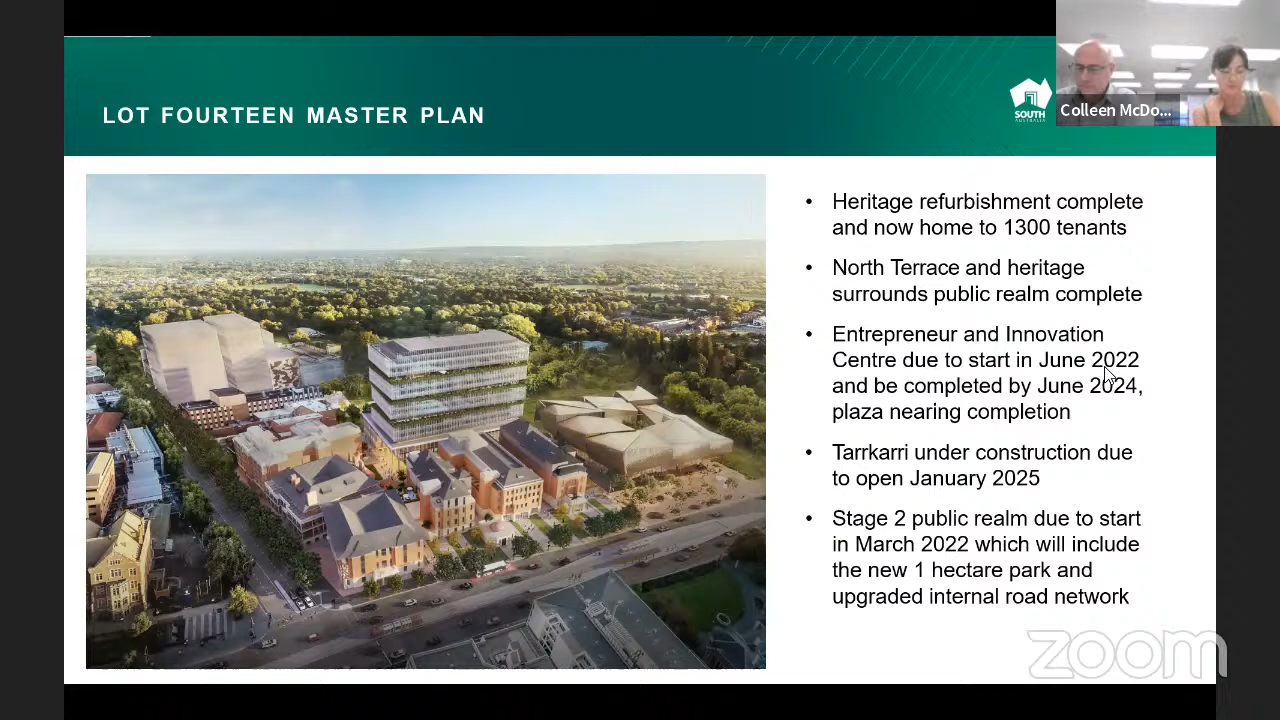 LOT FOURTEEN MASTER PLAN
SOUTH
AUSTRALIA
Colleen McDo...
• Heritage refurbishment complete
and now home to 1300 tenants
• North Terrace and heritage
surrounds public realm complete
• Entrepreneur and Innovation
Centre due to start in June 2022
and be completed by June 2024,
plaza nearing completion
• Tarrkarri under construction due
to open January 2025
• Stage 2 public realm due to start
in March 2022 which will include
the new 1 hectare park and
upgraded internal road network
zoom